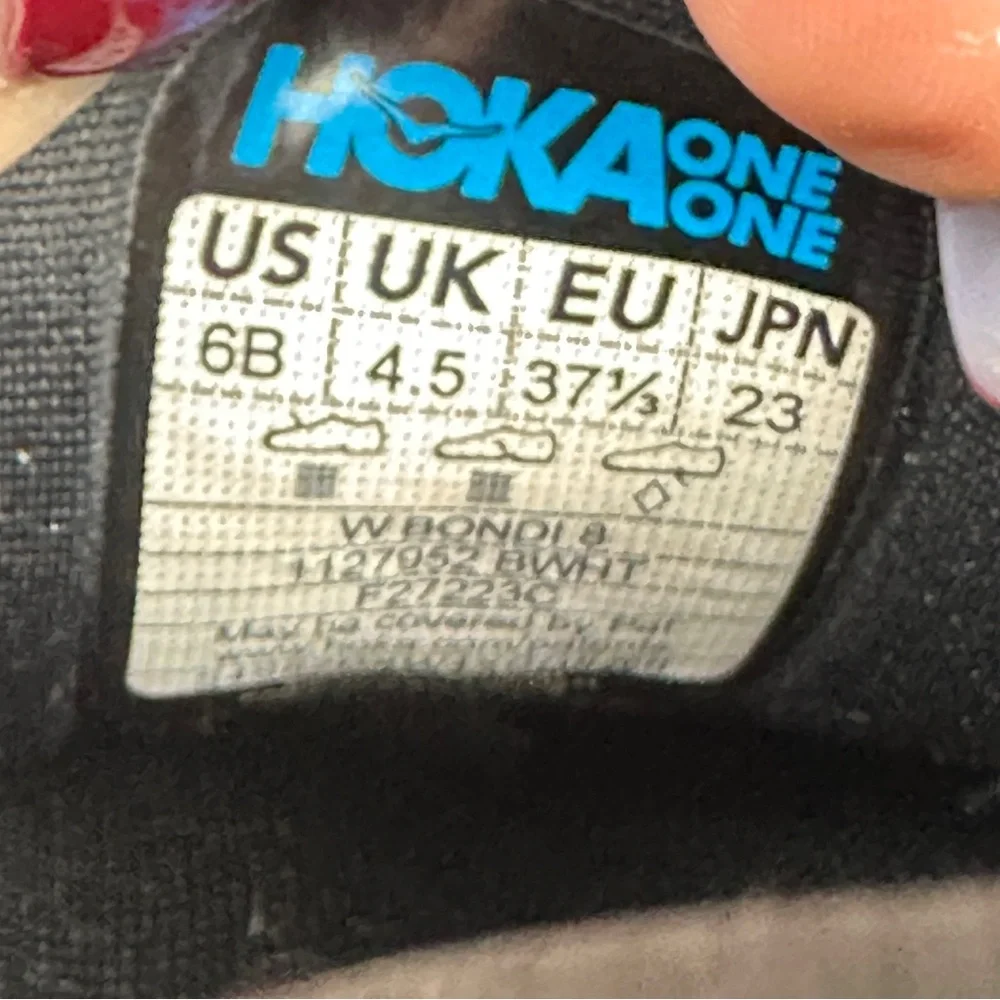 HOKA ONE ONE
US UK EU JPN
6B 4.5 37⅓ 23
W BONDI 8
1127952 BWHT
F27223C
May be covered by